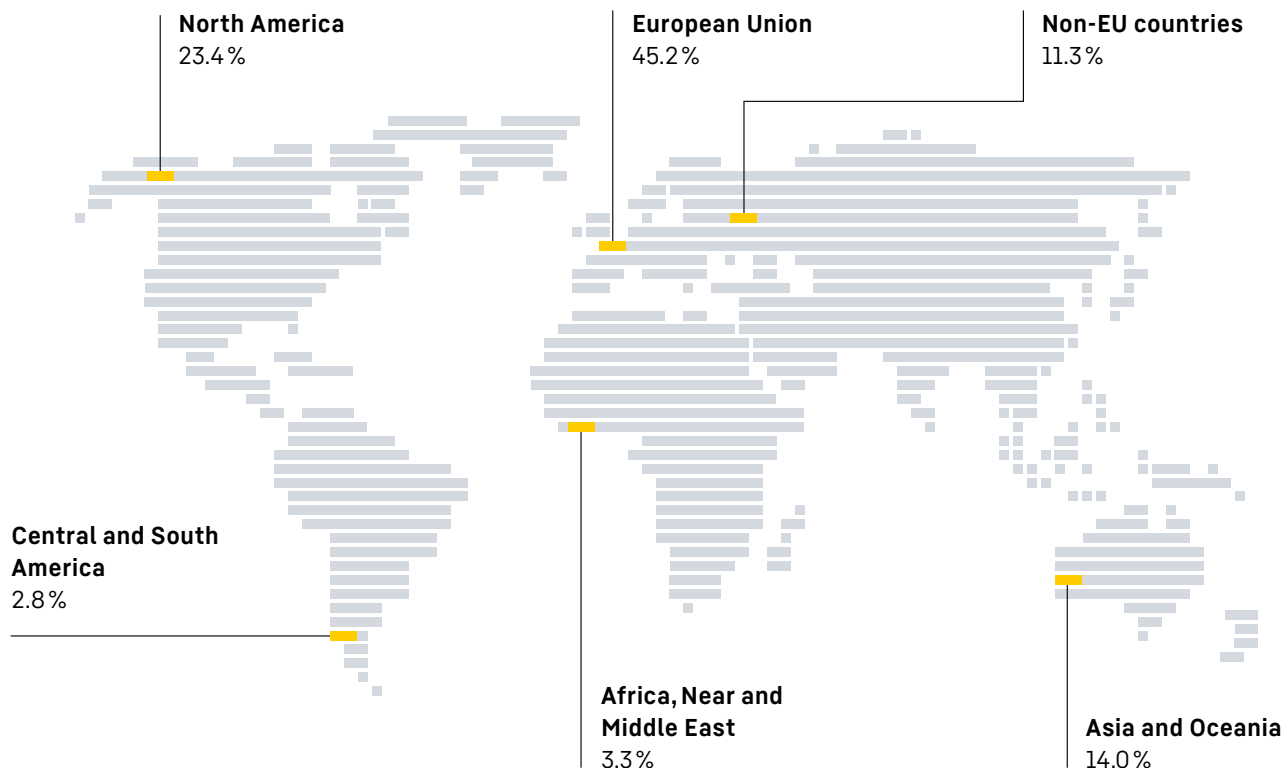 North America
23.4 %
European Union
45.2 %
Non-EU countries
11.3 %
Central and South
America
2.8 %
Africa, Near and
Middle East
3.3 %
Asia and Oceania
14.0 %